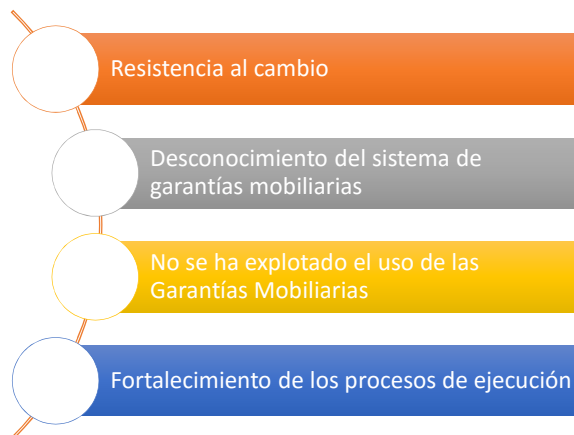 Resistencia al cambio
Desconocimiento del sistema de
garantías mobiliarias
No se ha explotado el uso de las
Garantías Mobiliarias
Fortalecimiento de los procesos de ejecución